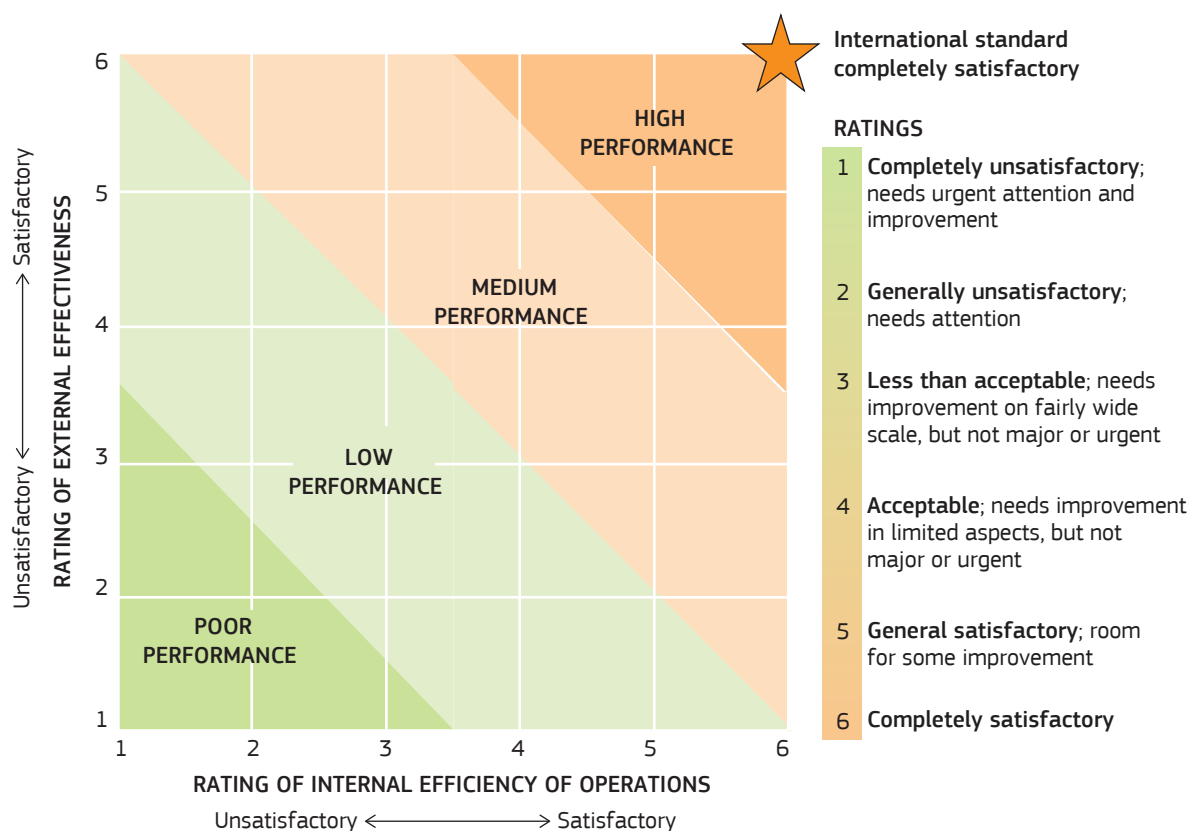 International standard
completely satisfactory
6
5
4
3
2
1
1 2 3 4 5 6
HIGH
PERFORMANCE
MEDIUM
PERFORMANCE
LOW
PERFORMANCE
POOR
PERFORMANCE
RATING OF EXTERNAL EFFECTIVENESS
Unsatisfactory Satisfactory
RATING OF INTERNAL EFFICIENCY OF OPERATIONS
Unsatisfactory Satisfactory
RATINGS
1 Completely unsatisfactory;
needs urgent attention and
improvement
2 Generally unsatisfactory;
needs attention
3 Less than acceptable; needs
improvement on fairly wide
scale, but not major or urgent
4 Acceptable; needs improvement
in limited aspects, but not
major or urgent
5 General satisfactory; room
for some improvement
6 Completely satisfactory